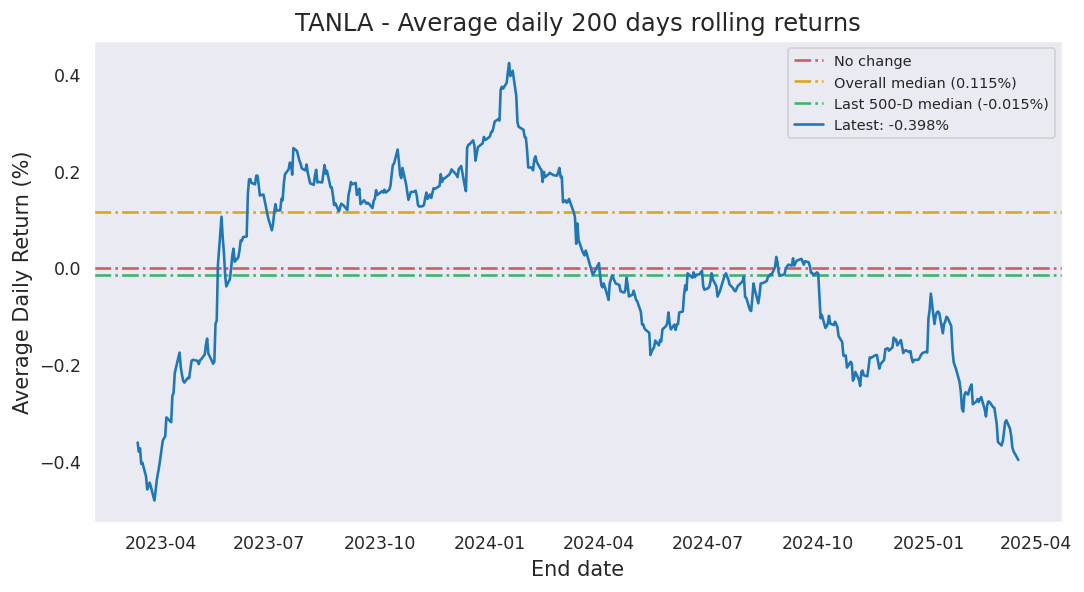 TANLA - Average daily 200 days rolling returns
No change
Overall median (0.115%)
Last 500-D median (-0.015%)
Latest: -0.398%
Average Daily Return (%)
0.4
0.2
0.0
−0.2
−0.4
2023-04 2023-07 2023-10 2024-01 2024-04 2024-07 2024-10 2025-01 2025-04
End date